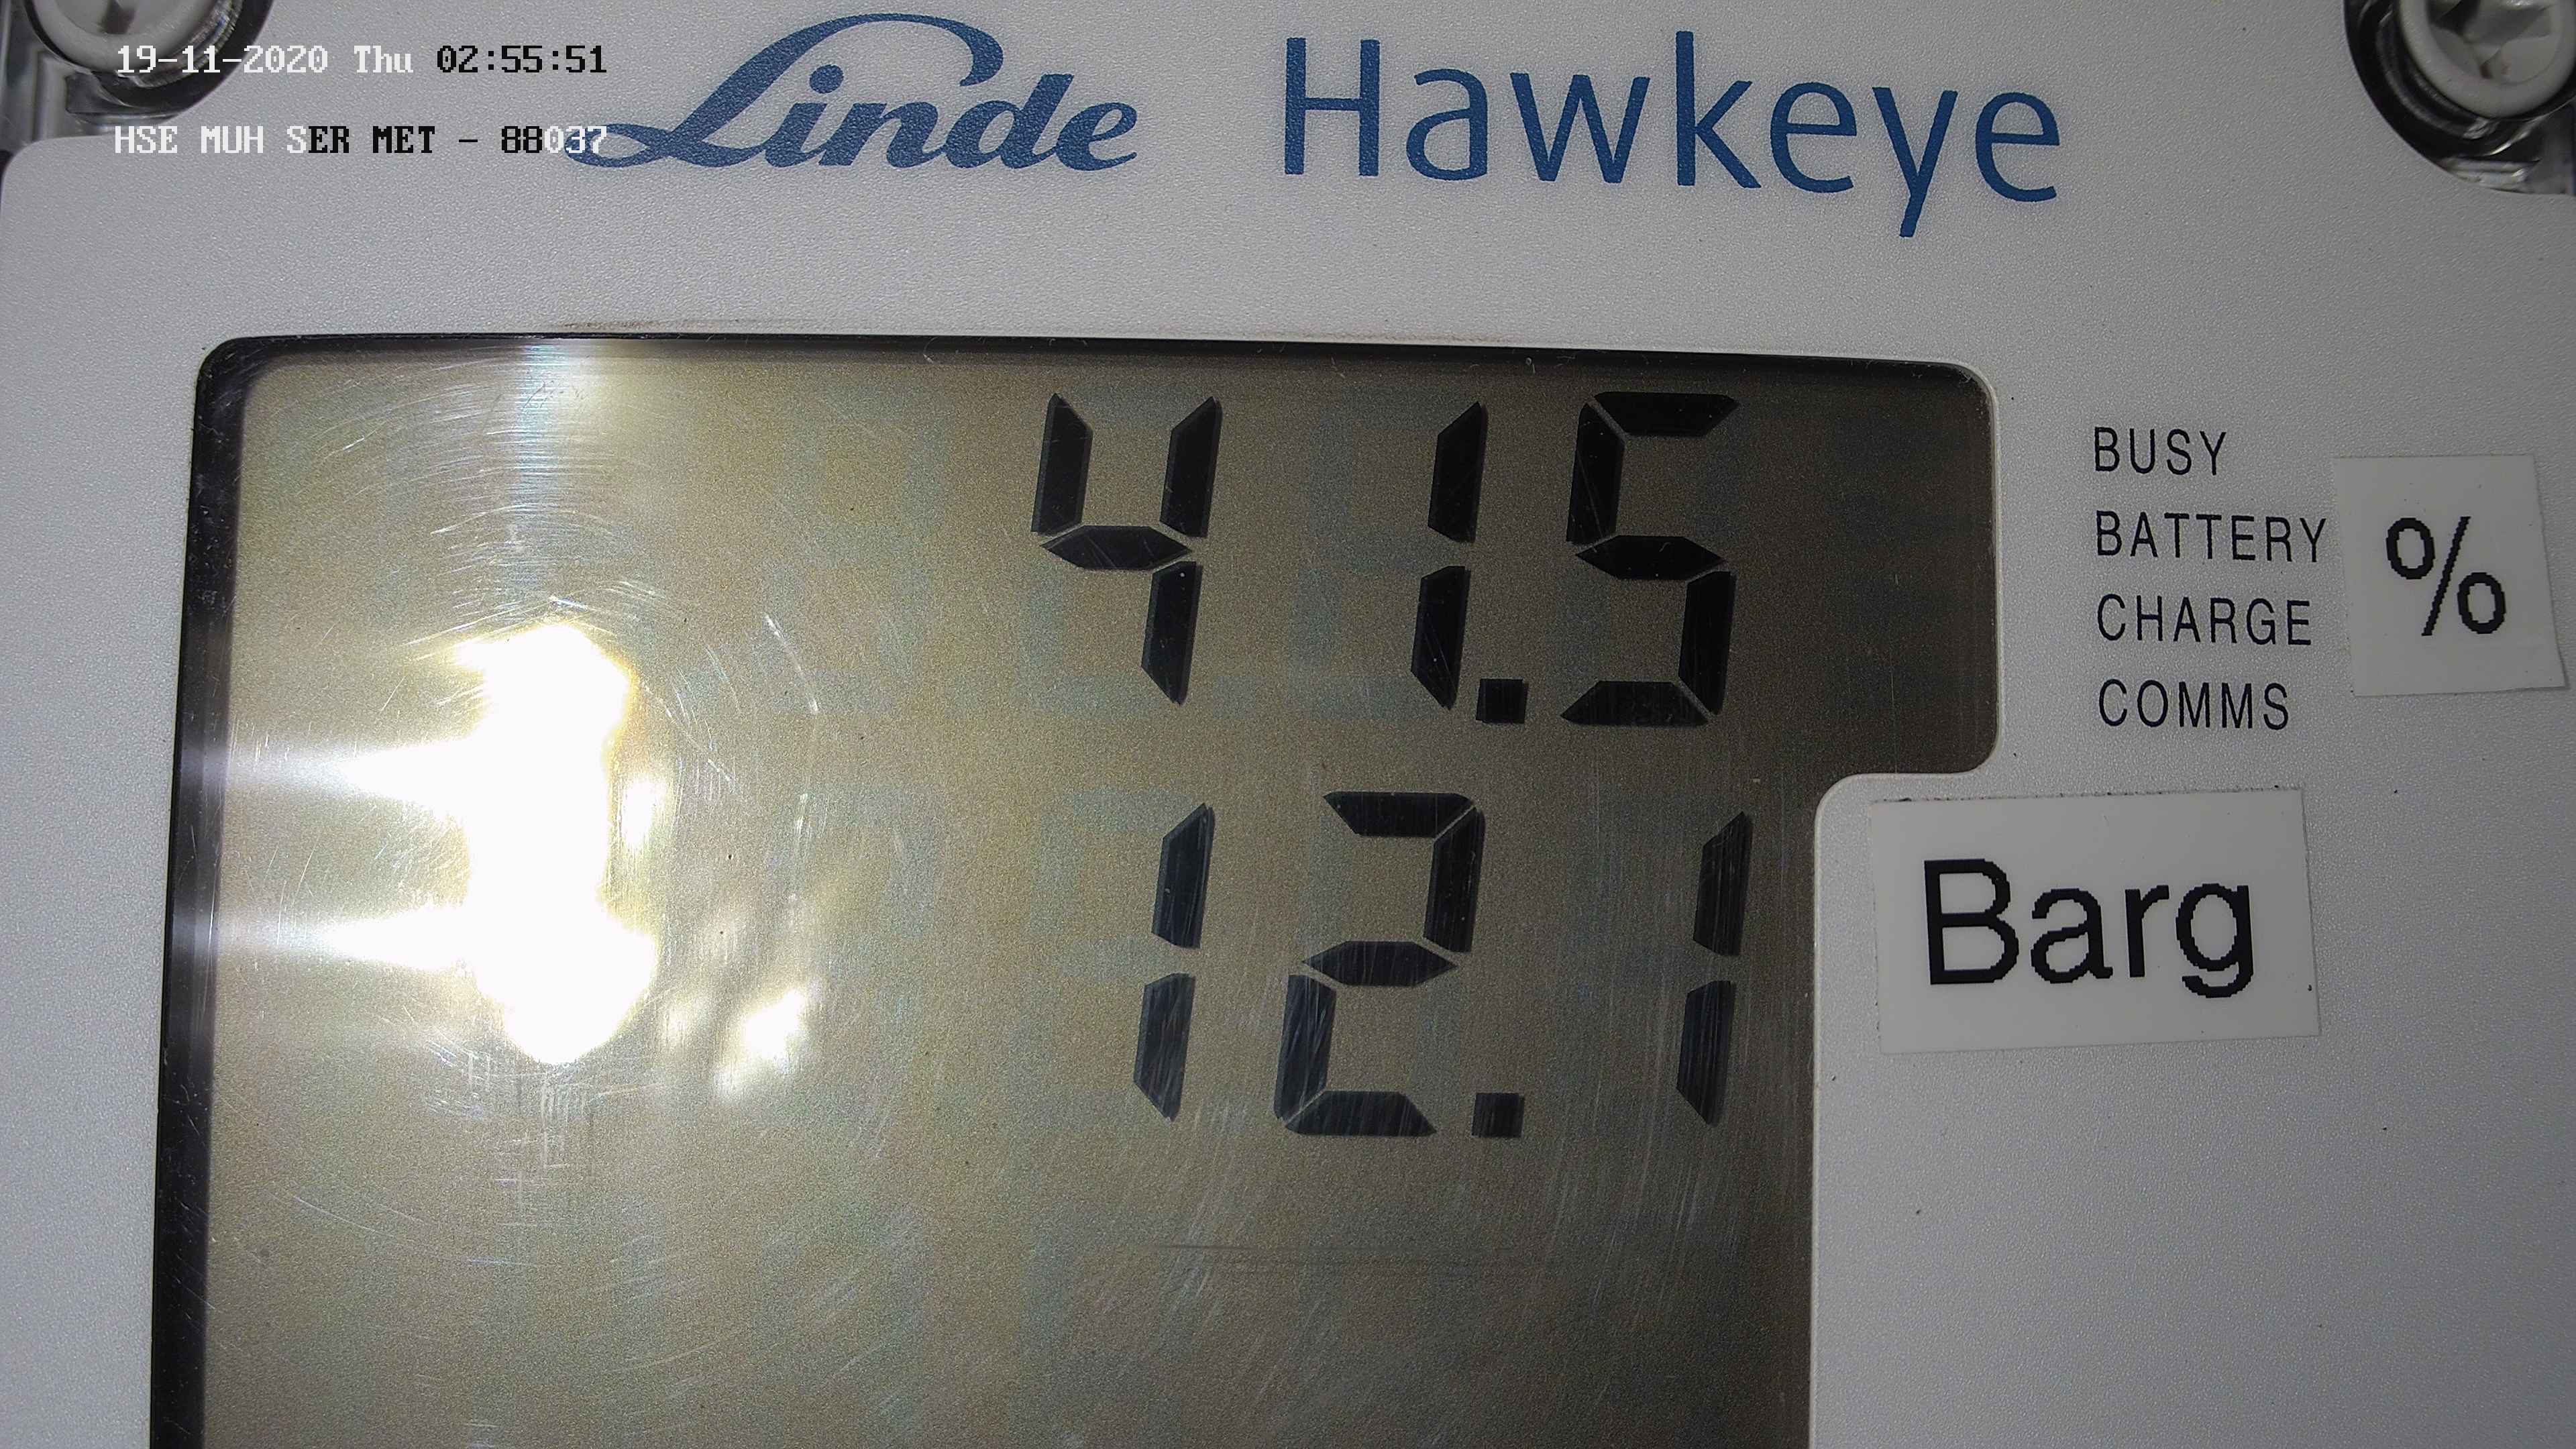 19-11-2020 Thu 02:55:51
HSE MUH SER MET - 88037
Linde Hawkeye
41.5
BUSY
BATTERY
CHARGE
COMMS
%
12.1
Barg